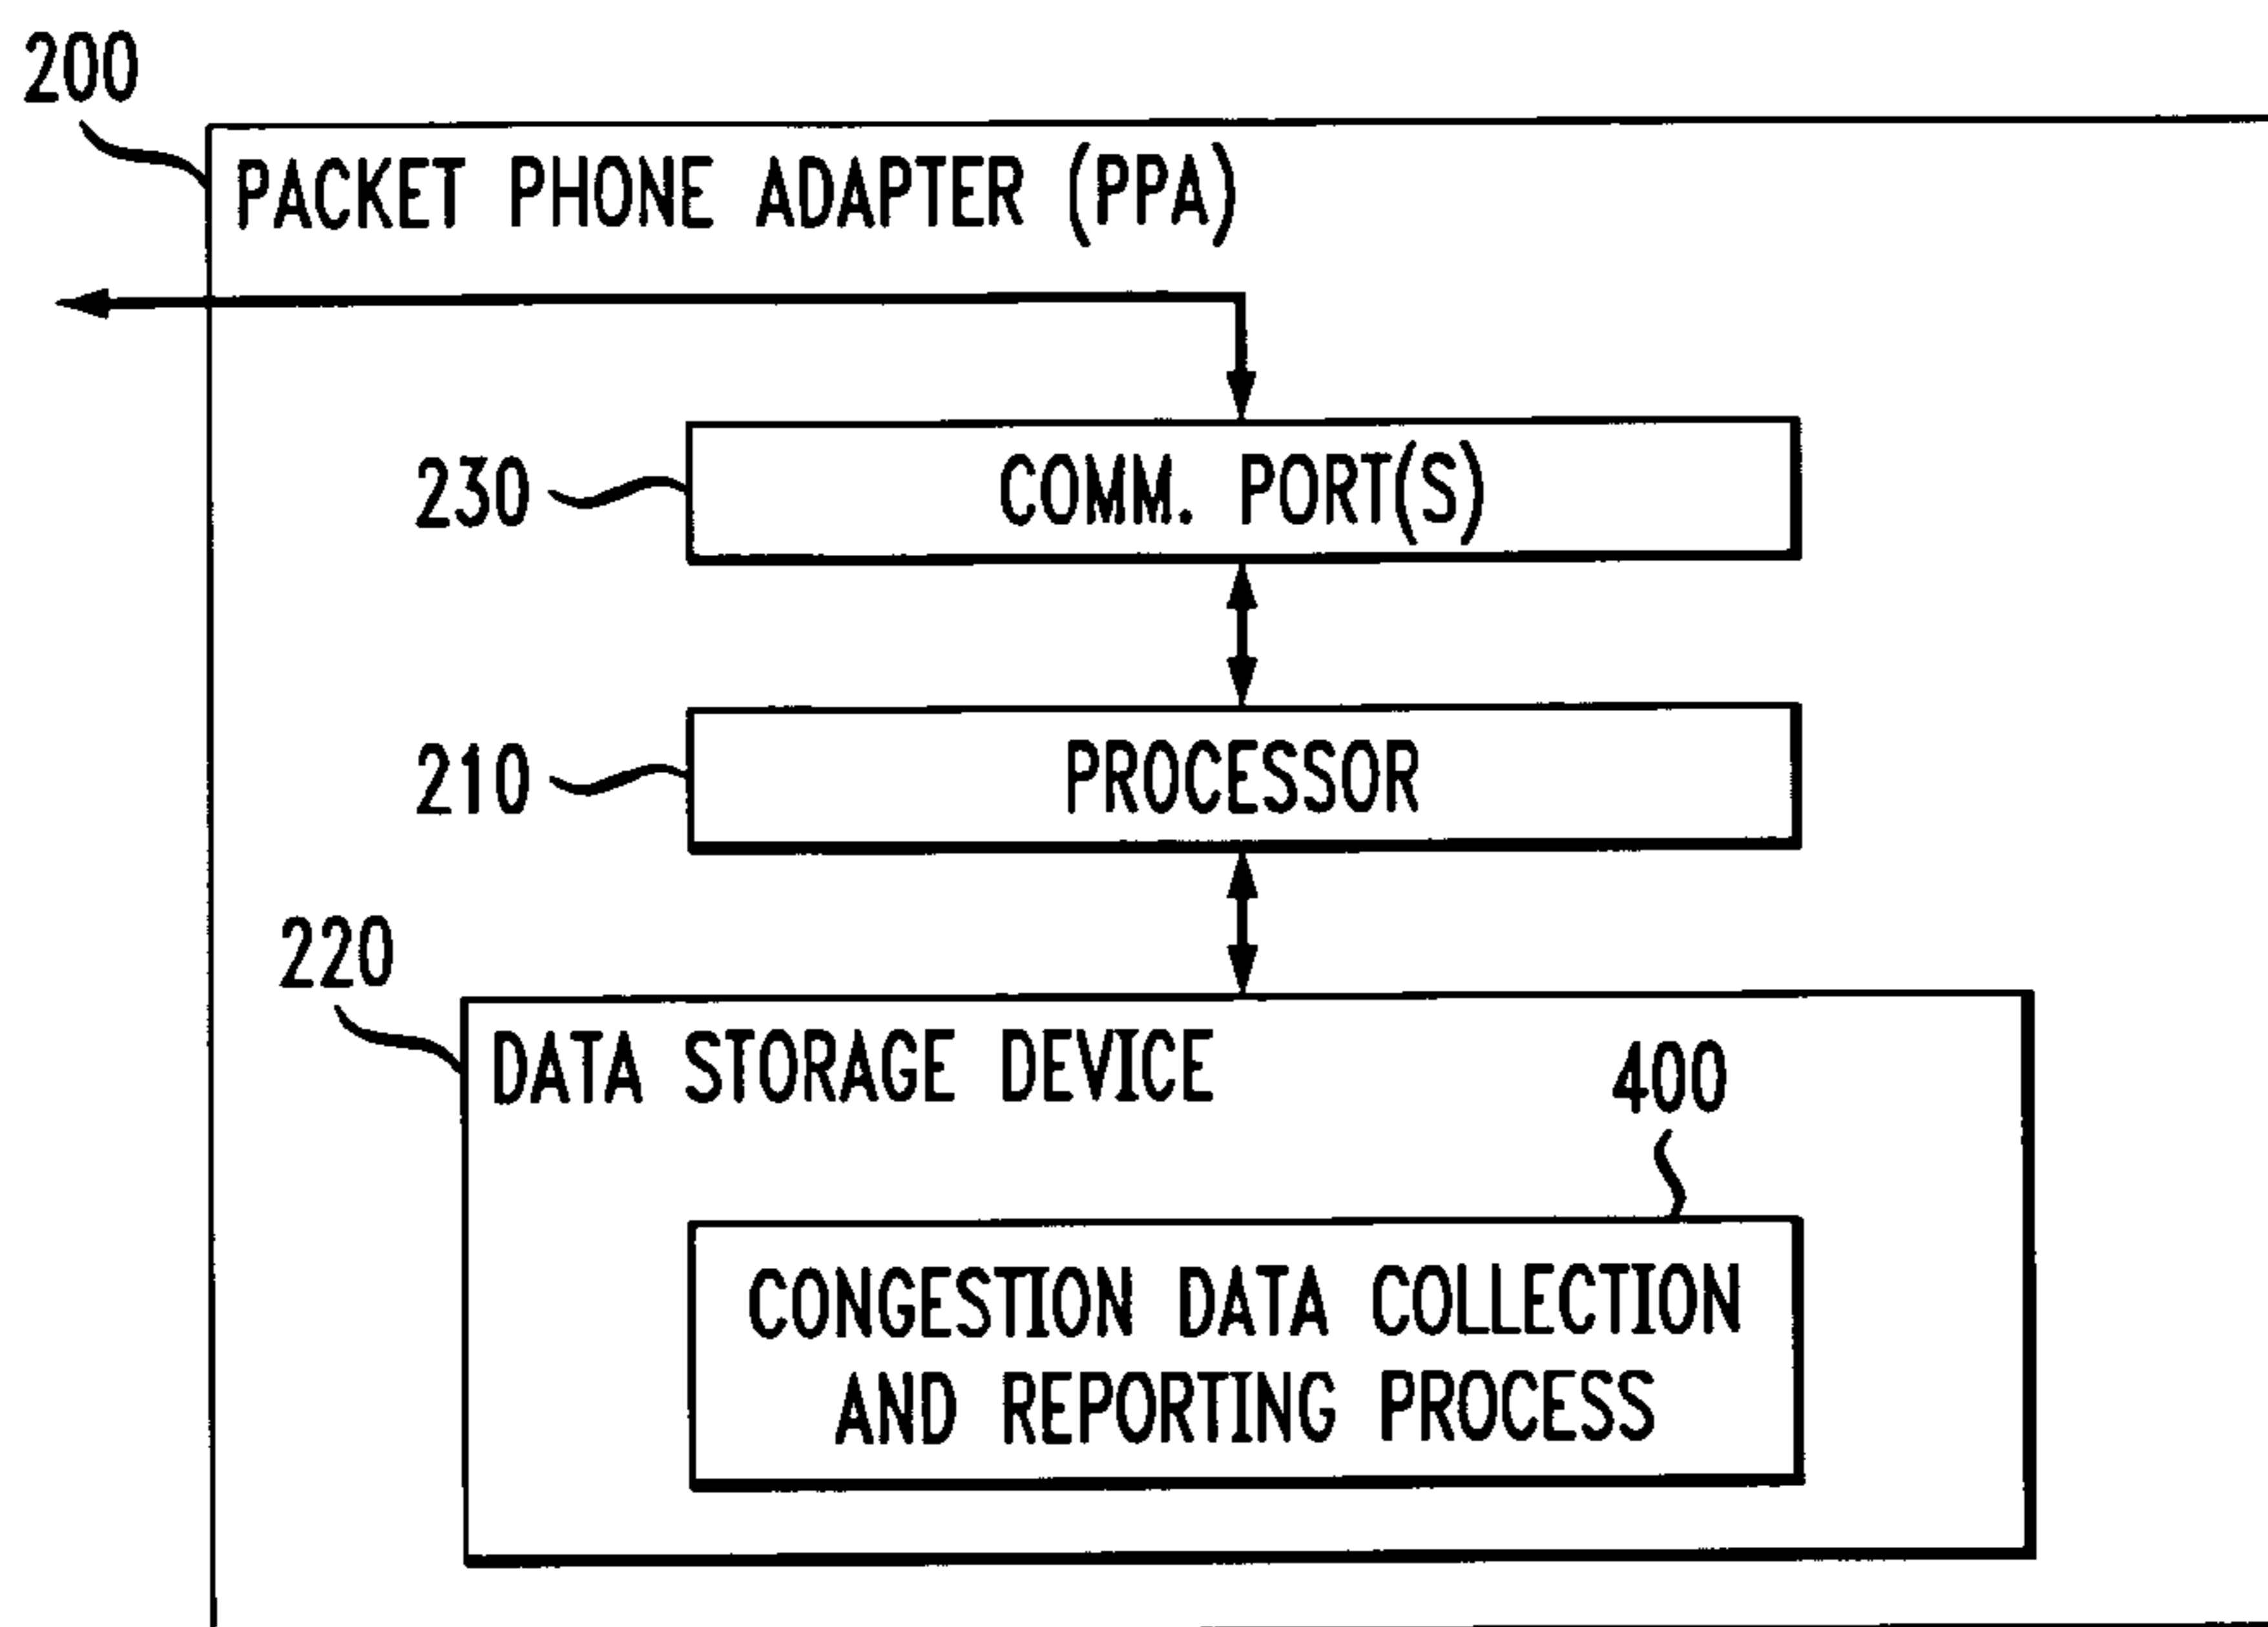 200
PACKET PHONE ADAPTER (PPA)
230
COMM. PORT(S)
210
PROCESSOR
220
DATA STORAGE DEVICE
400
CONGESTION DATA COLLECTION
AND REPORTING PROCESS